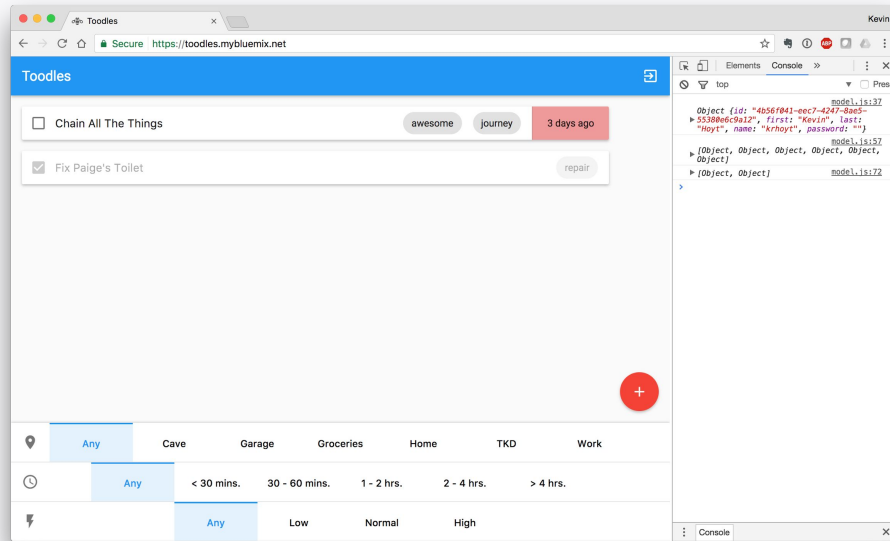 Toodles
Kevin
Secure https://toodles.mybluemix.net
ABP
Toodles
Chain All The Things awesome journey 3 days ago
Fix Paige's Toilet repair
+
Any Cave Garage Groceries Home TKD Work
Any < 30 mins. 30 - 60 mins. 1 - 2 hrs. 2 - 4 hrs. > 4 hrs.
Any Low Normal High
Elements Console »
top Pres
model.js:37
Object {id: "4b56f041-eec7-4247-8ae5-
55380e6c9a12", first: "Kevin", last:
"Hoyt", name: "krhoyt", password: ""}
model.js:57
[Object, Object, Object, Object, Object,
Object]
[Object, Object] model.js:72
>
Console